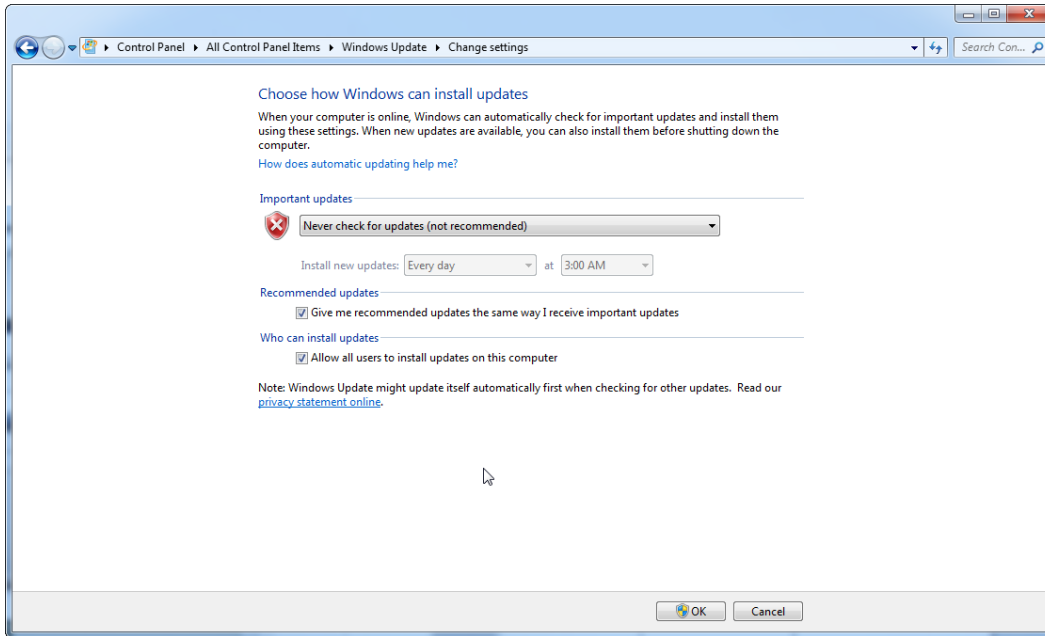 Control Panel All Control Panel Items Windows Update Change settings
Search Con...
Choose how Windows can install updates
When your computer is online, Windows can automatically check for important updates and install them
using these settings. When new updates are available, you can also install them before shutting down the
computer.
How does automatic updating help me?
Important updates
Never check for updates (not recommended)
Install new updates: Every day at 3:00 AM
Recommended updates
Give me recommended updates the same way I receive important updates
Who can install updates
Allow all users to install updates on this computer
Note: Windows Update might update itself automatically first when checking for other updates. Read our
privacy statement online.
OK Cancel